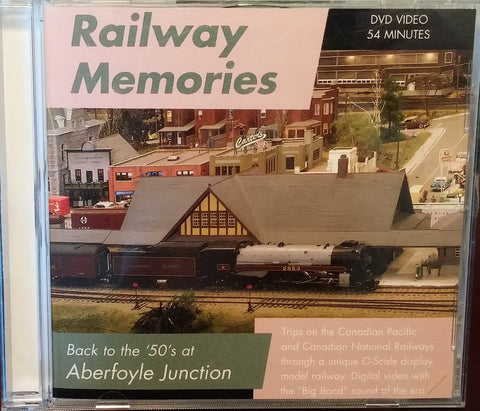 Railway
Memories
DVD VIDEO
54 MINUTES
Carter
2862
Back to the '50's at
Aberfoyle Junction
Trips on the Canadian Pacific
and Canadian National Railways
through a unique O-Scale display
model railway. Digital video with
the "Big Band" sound of the era.